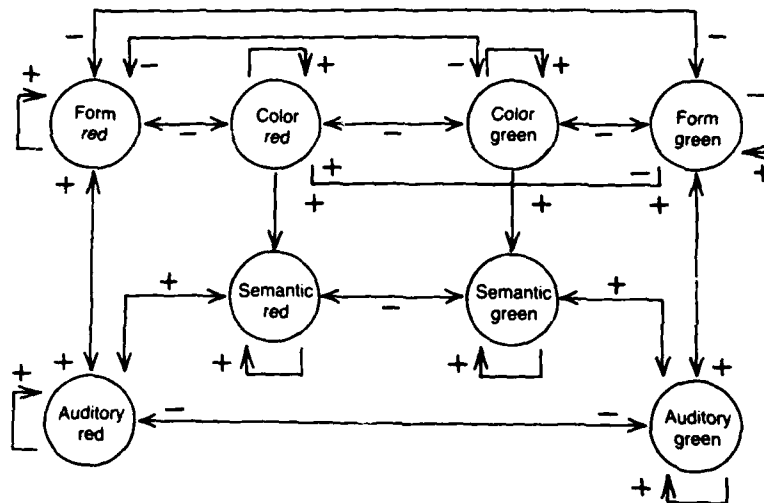 Form
red
Color
red
Color
green
Form
green
Semantic
red
Semantic
green
Auditory
red
Auditory
green